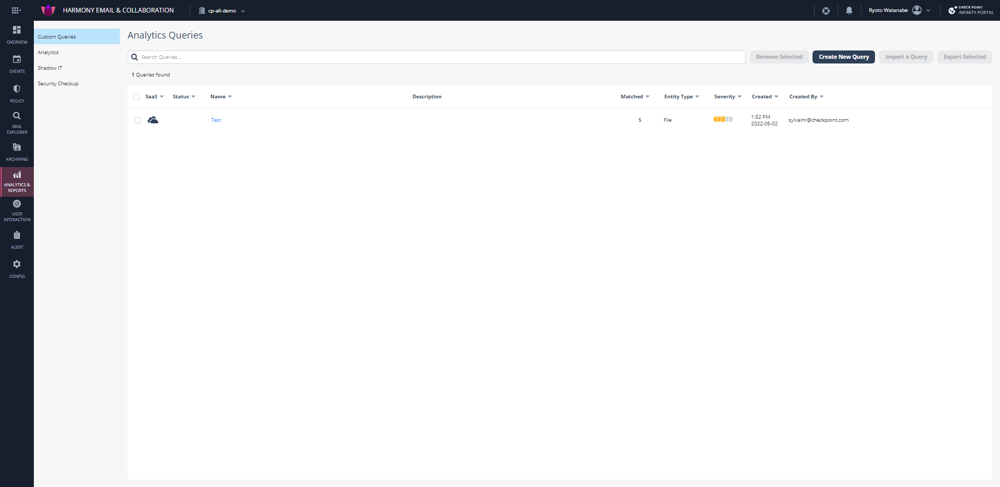 HARMONY EMAIL & COLLABORATION
cp-all-demo
Ryoto Watanabe
CHECK POINT
INFINITY PORTAL
OVERVIEW
EVENTS
POLICY
MAIL
EXPLORER
ARCHIVING
ANALYTICS &
REPORTS
USER
INTERACTION
AUDIT
CONFIG
Custom Queries
Analytics
Shadow IT
Security Checkup
Analytics Queries
Search Queries...
Remove Selected
Create New Query
Import a Query
Export Selected
1 Queries found
SaaS Status Name Description Matched Entity Type Severity Created Created By
Test 5 File 1:52 PM sylvainr@checkpoint.com
2022-05-02